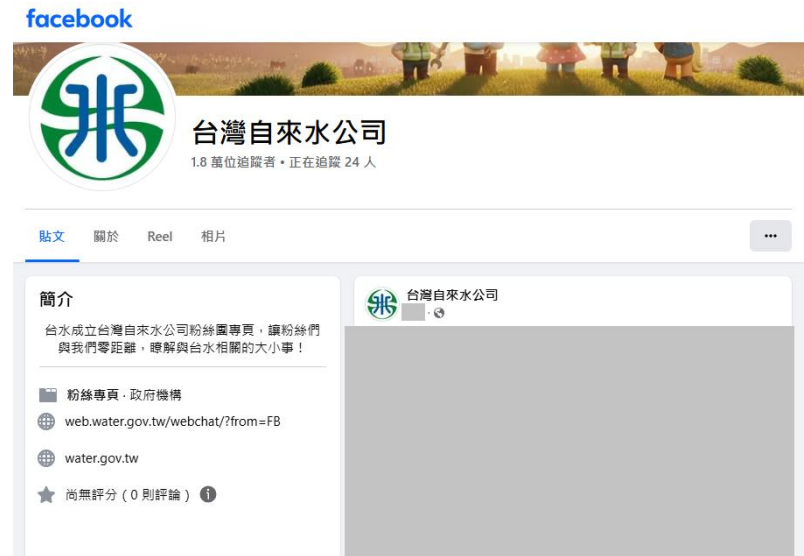 facebook
台灣自來水公司
1.8 萬位追蹤者 • 正在追蹤 24 人
貼文
關於
Reel
相片
簡介
台水成立台灣自來水公司粉絲團專頁，讓粉絲們
與我們零距離，瞭解與台水相關的大小事！
粉絲專頁 · 政府機構
web.water.gov.tw/webchat/?from=FB
water.gov.tw
尚無評分（0 則評論）
台灣自來水公司